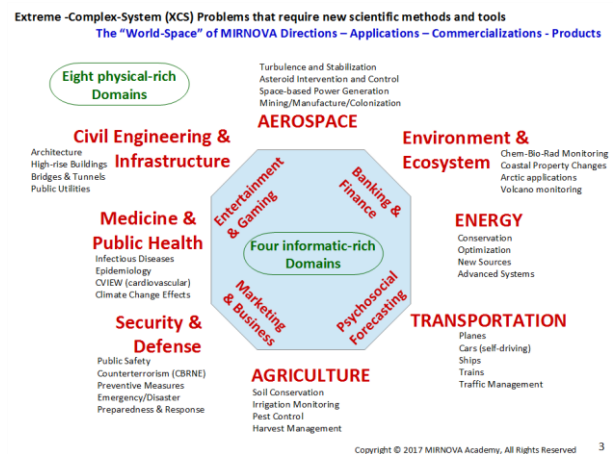 Extreme -Complex-System (XCS) Problems that require new scientific methods and tools
The “World-Space” of MIRNOVA Directions – Applications – Commercializations - Products
Eight physical-rich
Domains
Turbulence and Stabilization
Asteroid Intervention and Control
Space-based Power Generation
Mining/Manufacture/Colonization
AEROSPACE
Civil Engineering &
Infrastructure
Architecture
High-rise Buildings
Bridges & Tunnels
Public Utilities
Environment &
Ecosystem
Chem-Bio-Rad Monitoring
Coastal Property Changes
Arctic applications
Volcano monitoring
Entertainment
& Gaming
Banking &
Finance
Medicine &
Public Health
Infectious Diseases
Epidemiology
CVIEW (cardiovascular)
Climate Change Effects
Four informatic-rich
Domains
ENERGY
Conservation
Optimization
New Sources
Advanced Systems
Marketing
& Business
Psychosocial
Forecasting
Security &
Defense
Public Safety
Counterterrorism (CBRNE)
Preventive Measures
Emergency/Disaster
Preparedness & Response
TRANSPORTATION
Planes
Cars (self-driving)
Ships
Trains
Traffic Management
AGRICULTURE
Soil Conservation
Irrigation Monitoring
Pest Control
Harvest Management
Copyright © 2017 MIRNOVA Academy, All Rights Reserved
3